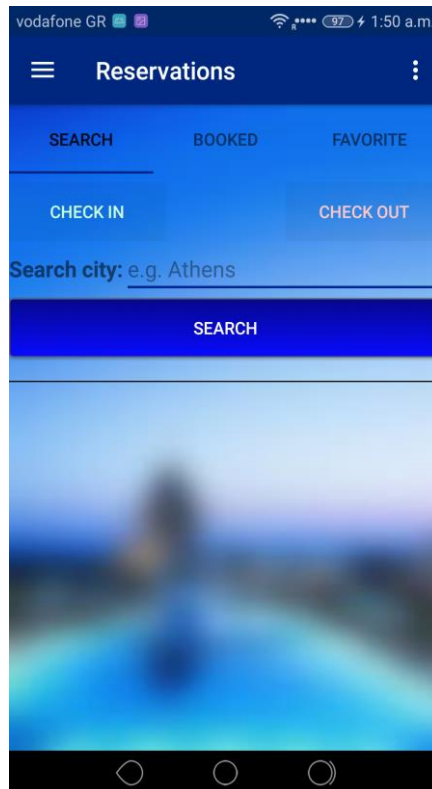 vodafone GR 97 1:50 a.m.
Reservations
SEARCH BOOKED FAVORITE
CHECK IN CHECK OUT
Search city: e.g. Athens
SEARCH